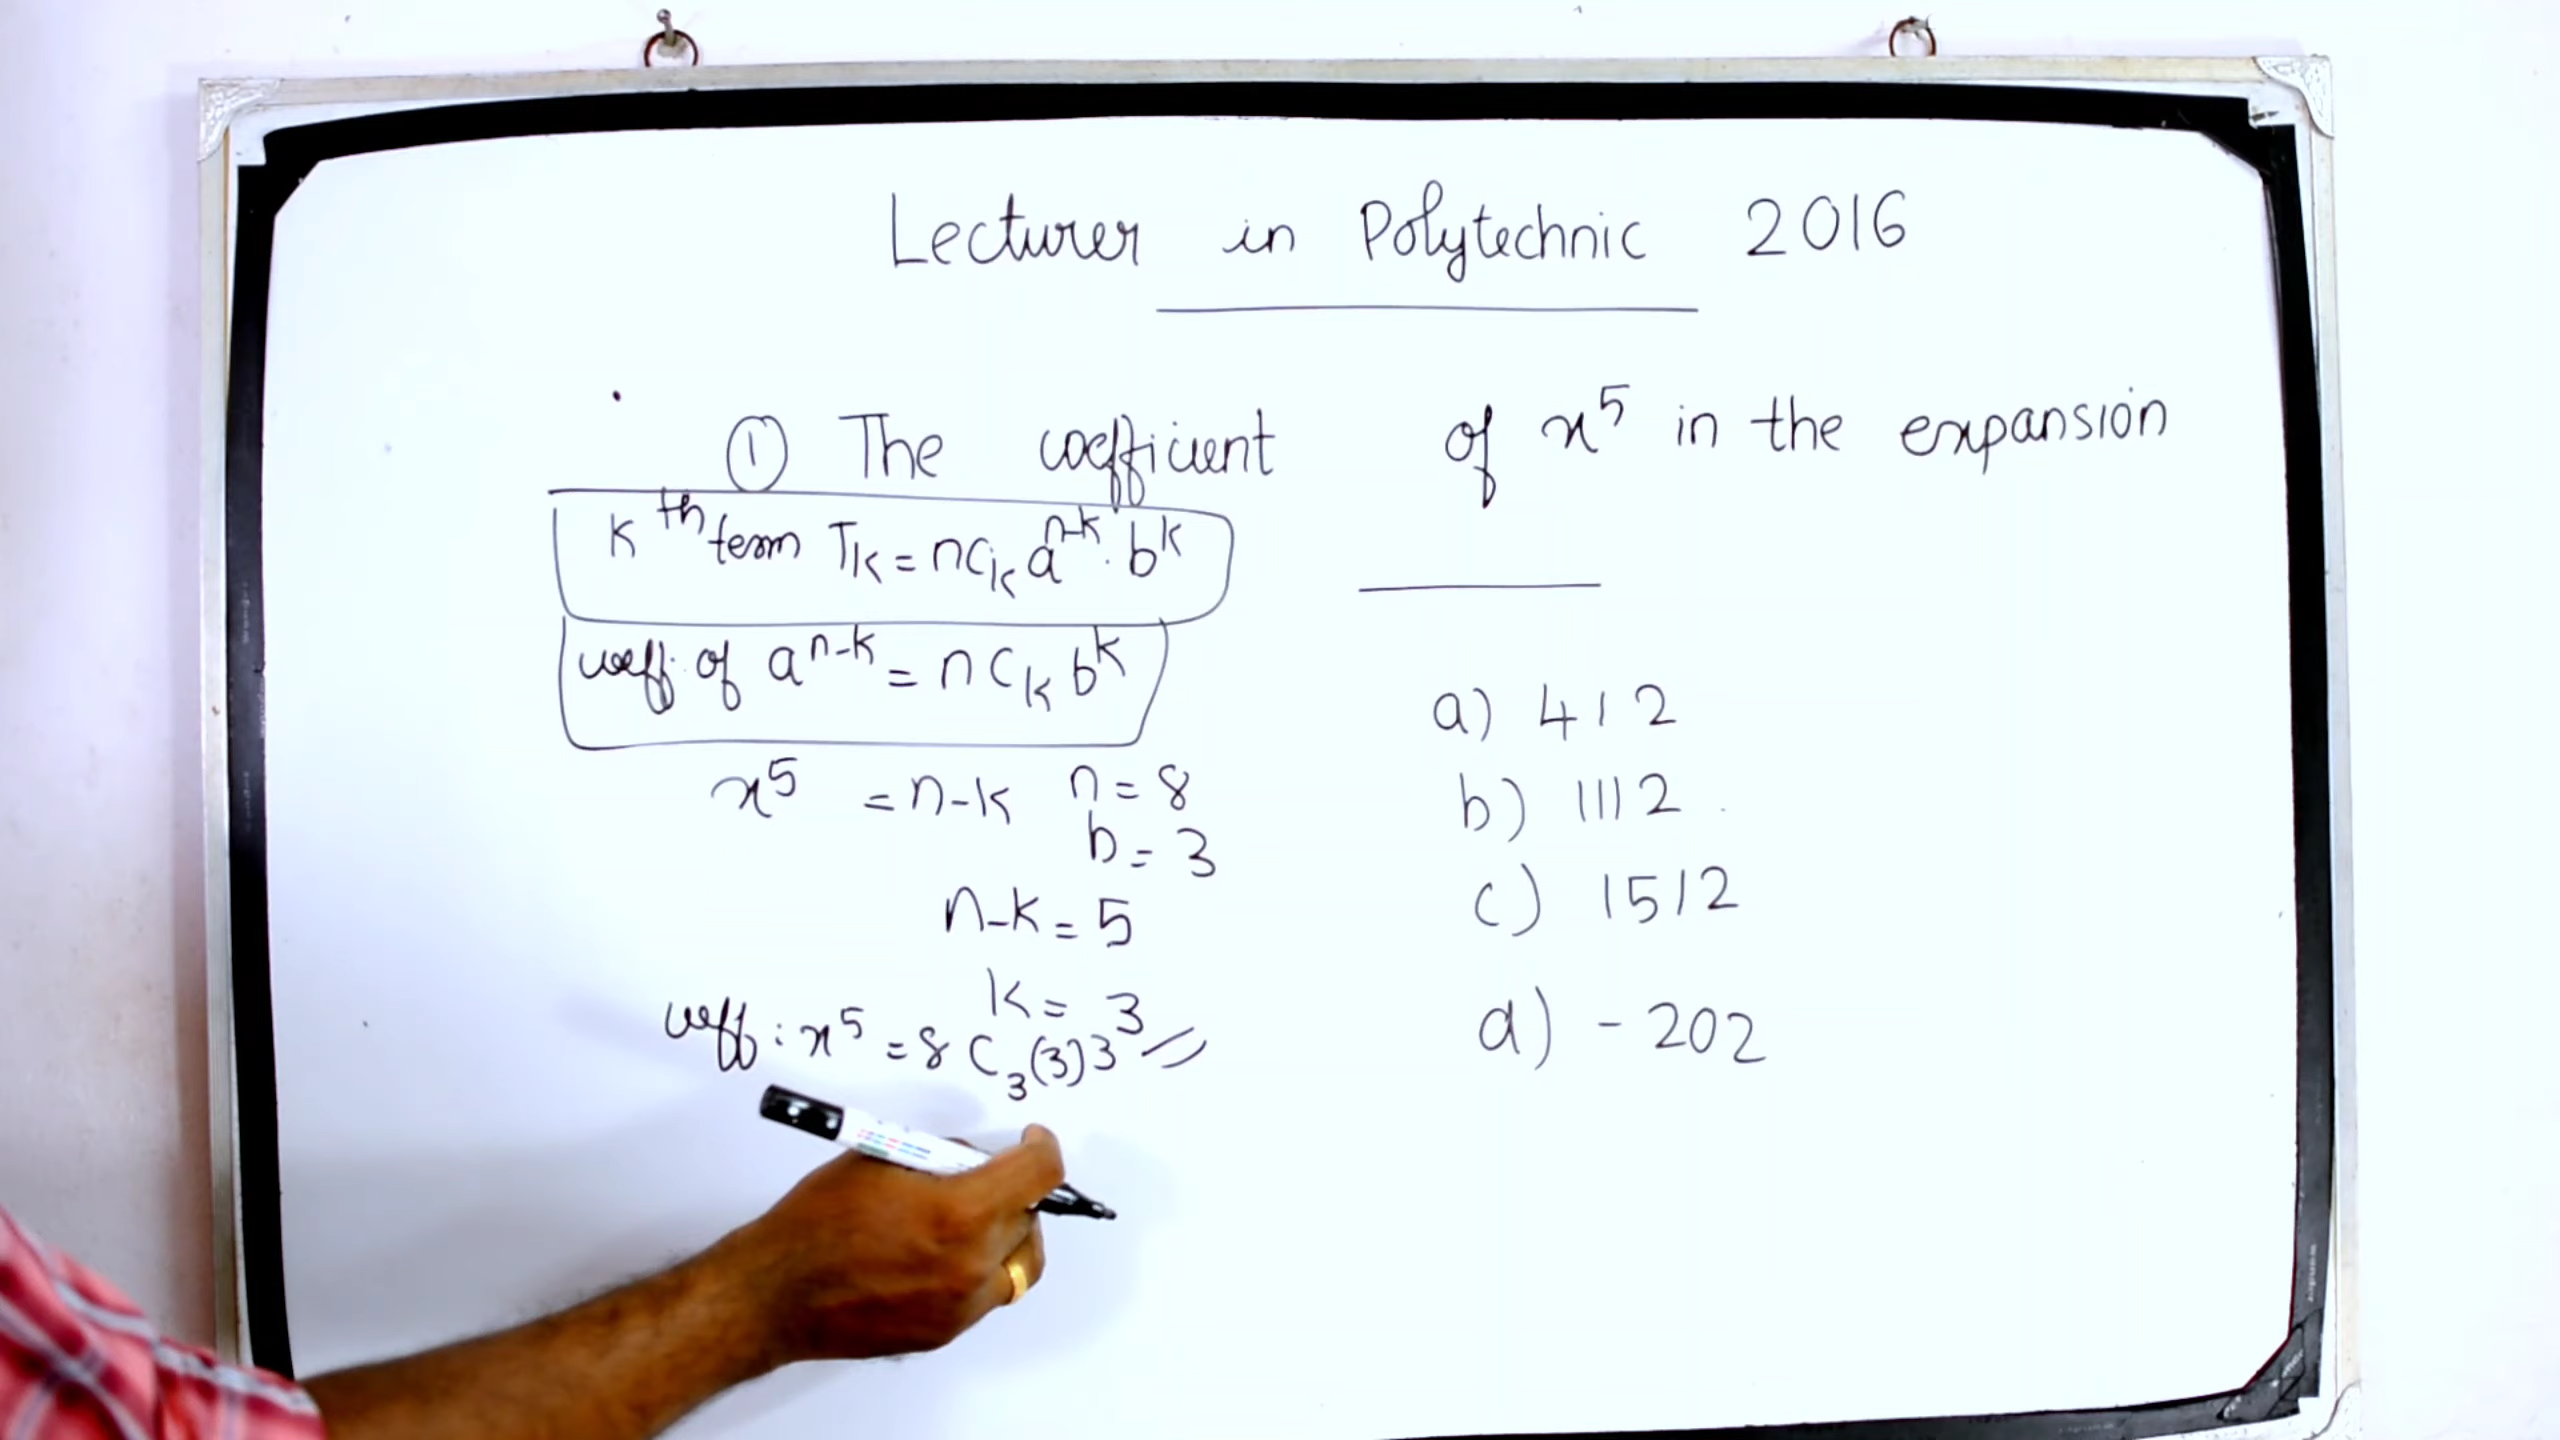 Lecturer in Polytechnic 2016
① The coefficient of x⁵ in the expansion
Kᵗʰ term Tₖ = nCₖ aⁿ⁻ᵏ · bᵏ
coeff: of aⁿ⁻ᵏ = nCₖ bᵏ
x⁵ = n-k n = 8
b = 3
n-k = 5
k = 3
coeff: x⁵ = 8C₃(3)3³
a) 412
b) 1112
c) 1512
d) -202